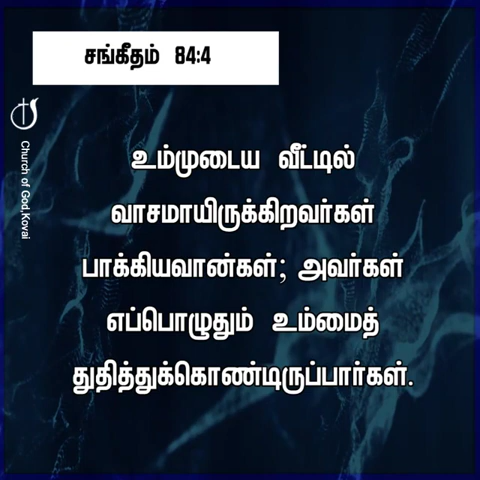 சங்கீதம் 84:4
Church of God,Kovai
உம்முடைய வீட்டில்
வாசமாயிருக்கிறவர்கள்
பாக்கியவான்கள்; அவர்கள்
எப்பொழுதும் உம்மைத்
துதித்துக்கொண்டிருப்பார்கள்.